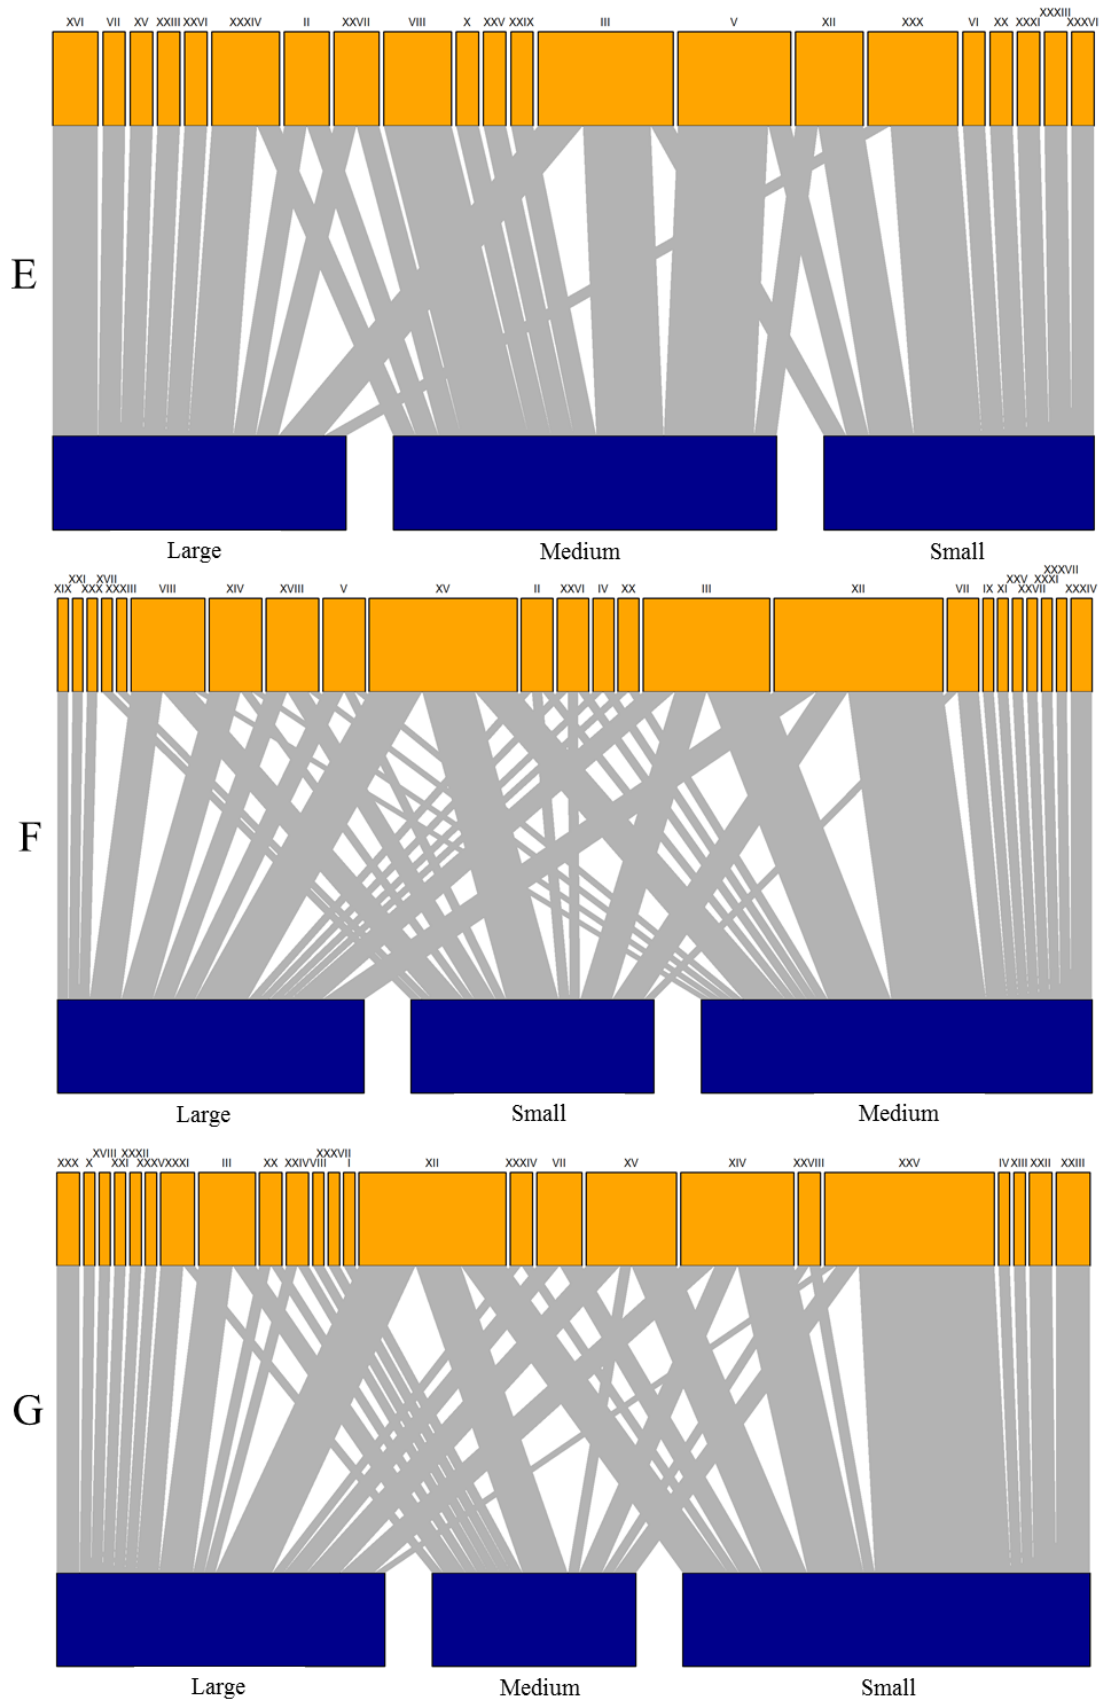 XVI VII XV XXIII XXVI XXXIV II XXVII VIII X XXV XXIX III V XII XXX VI XX XXXI XXXIII XXXVI
E
Large Medium Small
XIX XXI XXX XVII XXXIII VIII XIV XVIII V XV II XXVI IV XX III XII VII IX XI XXV XXVII XXXI XXXVII XXXIV
F
Large Small Medium
XXX X XVIII XXI XXXII XXXV XXXI III XX XXIV VIII XXXVII I XII XXXIV VII XV XIV XXVIII XXV IV XIII XXII XXIII
G
Large Medium Small